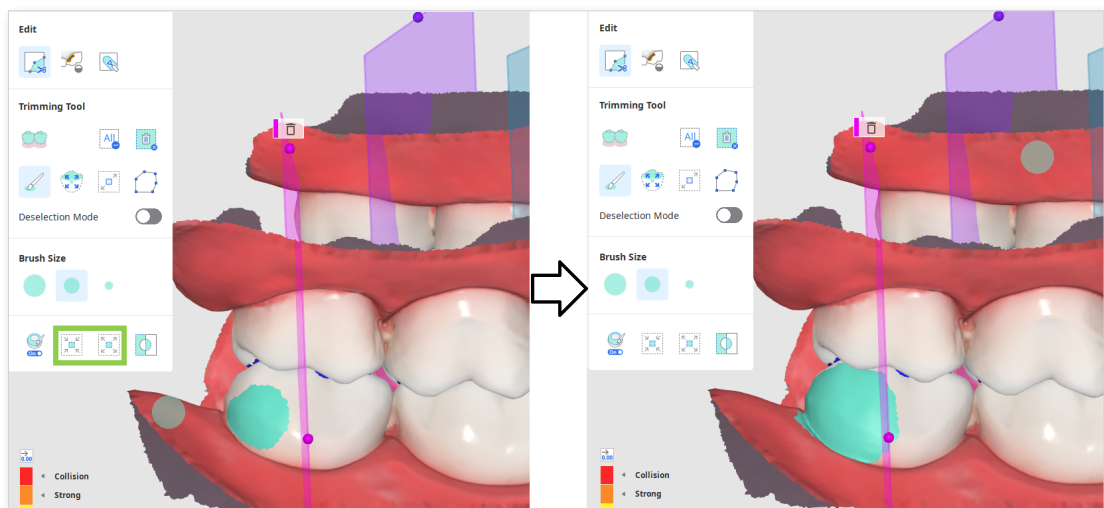 Edit
Trimming Tool
All
Deselection Mode
Brush Size
On
0.00
Collision
Strong
Edit
Trimming Tool
All
Deselection Mode
Brush Size
On
0.00
Collision
Strong